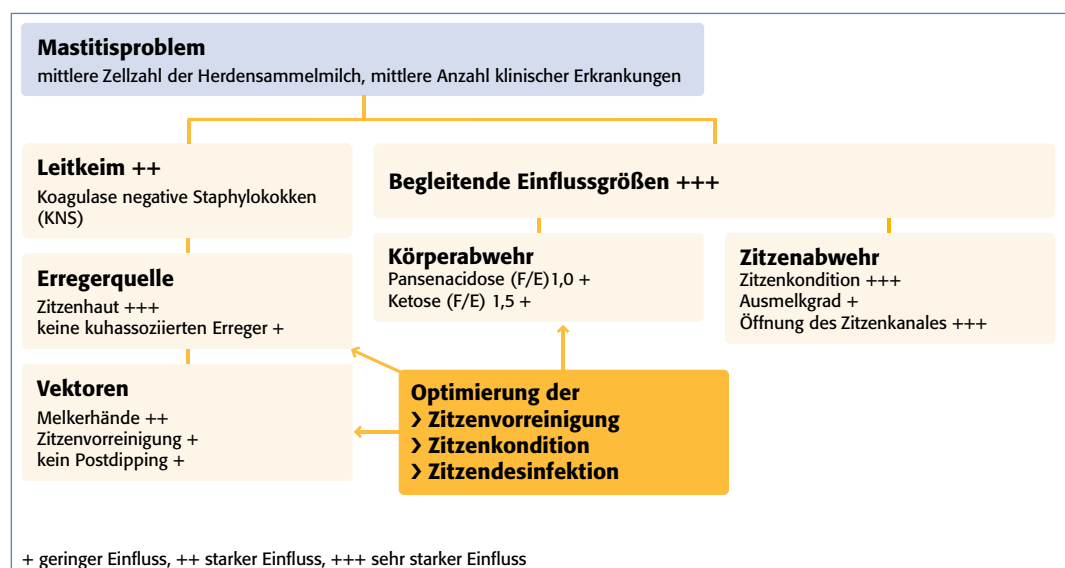 Mastitisproblem
mittlere Zellzahl der Herdensammelmilch, mittlere Anzahl klinischer Erkrankungen
Leitkeim ++
Koagulase negative Staphylokokken
(KNS)
Erregerquelle
Zitzenhaut +++
keine kuhassoziierten Erreger +
Vektoren
Melkerhände ++
Zitzenvorreinigung +
kein Postdipping +
Begleitende Einflussgrößen +++
Körperabwehr
Pansenacidose (F/E)1,0 +
Ketose (F/E) 1,5 +
Zitzenabwehr
Zitzenkondition +++
Ausmelkgrad +
Öffnung des Zitzenkanales +++
Optimierung der
❯ Zitzenvorreinigung
❯ Zitzenkondition
❯ Zitzendesinfektion
+ geringer Einfluss, ++ starker Einfluss, +++ sehr starker Einfluss